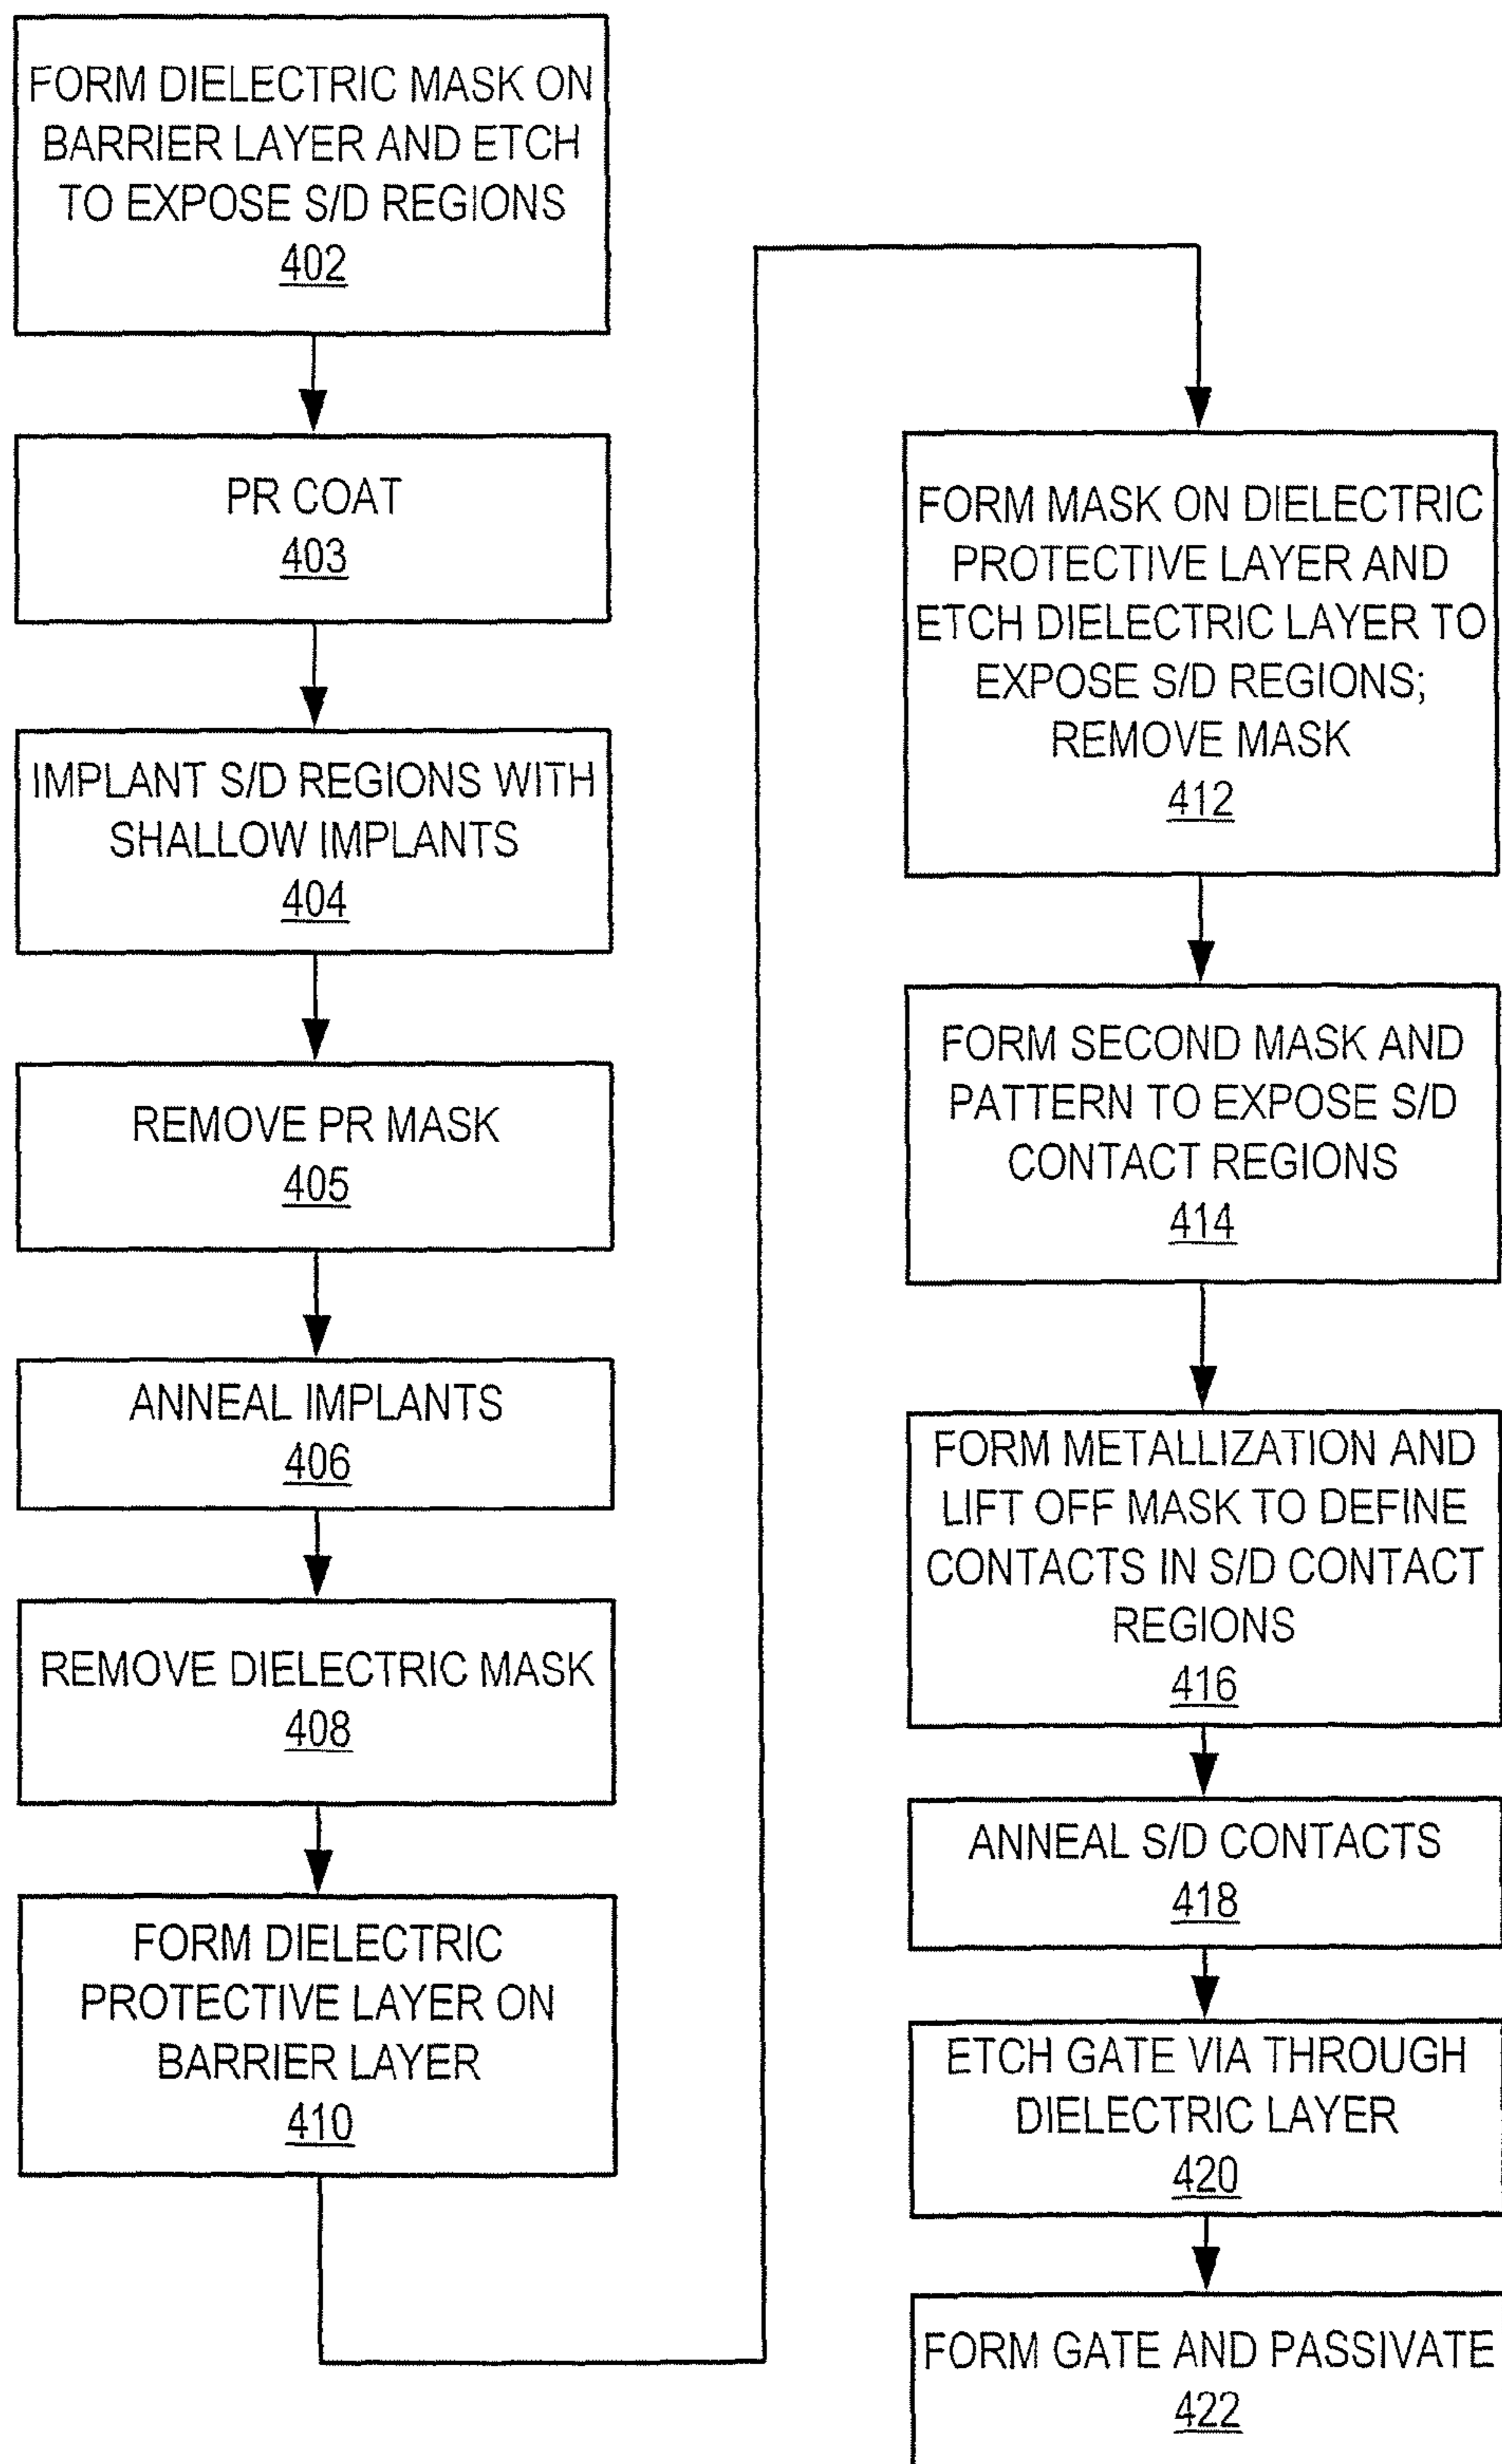 FORM DIELECTRIC MASK ON
BARRIER LAYER AND ETCH
TO EXPOSE S/D REGIONS
402
PR COAT
403
IMPLANT S/D REGIONS WITH
SHALLOW IMPLANTS
404
REMOVE PR MASK
405
ANNEAL IMPLANTS
406
REMOVE DIELECTRIC MASK
408
FORM DIELECTRIC
PROTECTIVE LAYER ON
BARRIER LAYER
410
FORM MASK ON DIELECTRIC
PROTECTIVE LAYER AND
ETCH DIELECTRIC LAYER TO
EXPOSE S/D REGIONS;
REMOVE MASK
412
FORM SECOND MASK AND
PATTERN TO EXPOSE S/D
CONTACT REGIONS
414
FORM METALLIZATION AND
LIFT OFF MASK TO DEFINE
CONTACTS IN S/D CONTACT
REGIONS
416
ANNEAL S/D CONTACTS
418
ETCH GATE VIA THROUGH
DIELECTRIC LAYER
420
FORM GATE AND PASSIVATE
422